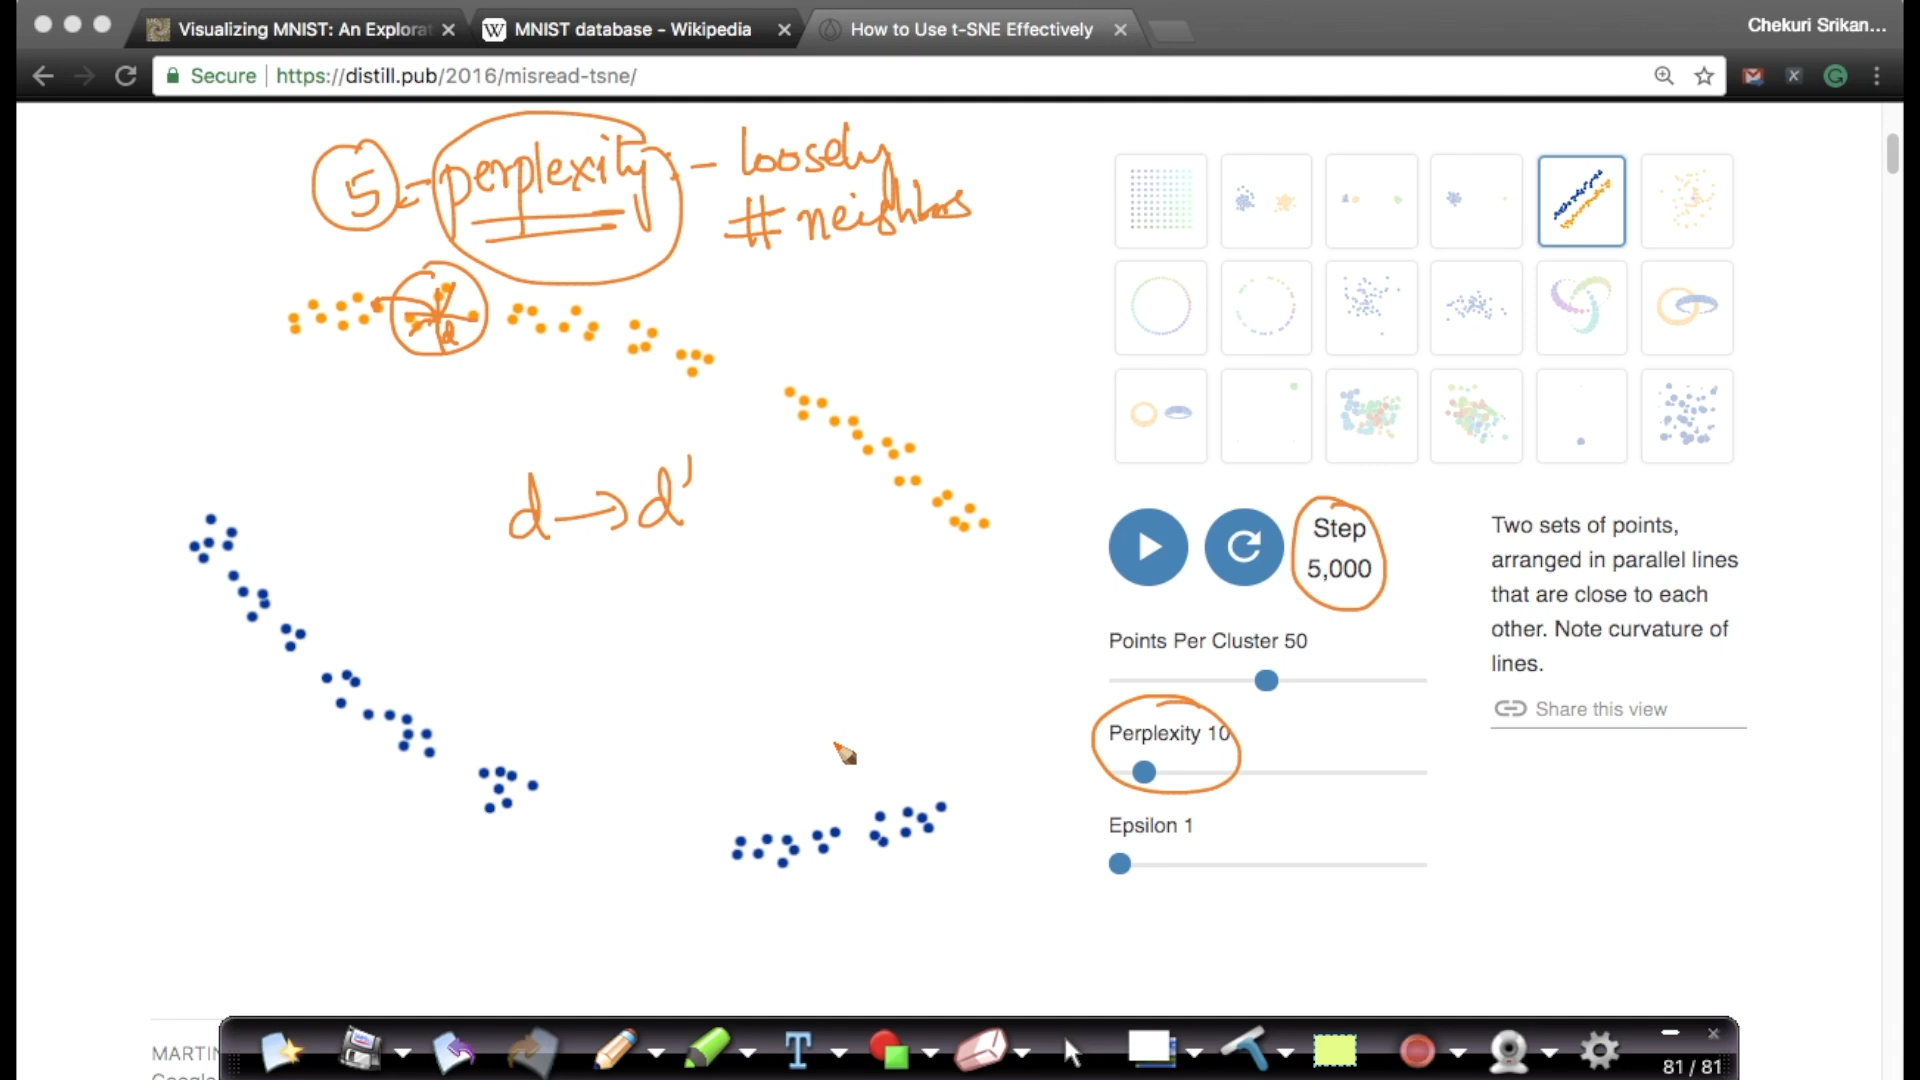 Visualizing MNIST: An Explorat
MNIST database - Wikipedia
How to Use t-SNE Effectively
Chekuri Srikan...
Secure
https://distill.pub/2016/misread-tsne/
5 = perplexity - loosely
# neighbors
d
d → d'
Step
5,000
Points Per Cluster 50
Perplexity 10
Epsilon 1
Two sets of points,
arranged in parallel lines
that are close to each
other. Note curvature of
lines.
Share this view
MARTIN
81 / 81